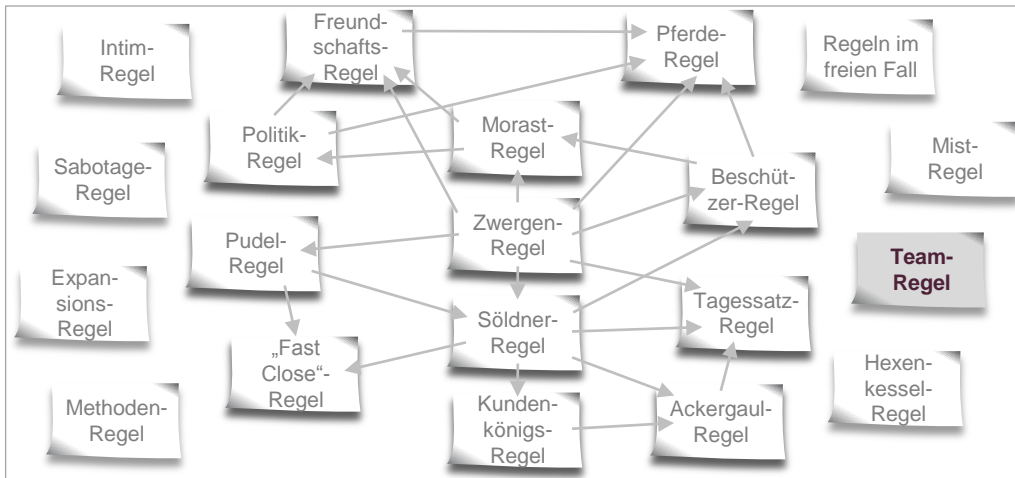 Intim-
Regel
Freund-
schafts-
Regel
Pferde-
Regel
Regeln im
freien Fall
Politik-
Regel
Morast-
Regel
Mist-
Regel
Sabotage-
Regel
Beschüt-
zer-Regel
Zwergen-
Regel
Pudel-
Regel
Team-
Regel
Expan-
sions-
Regel
Söldner-
Regel
Tagessatz-
Regel
„Fast
Close“-
Regel
Hexen-
kessel-
Regel
Methoden-
Regel
Kunden-
königs-
Regel
Ackergaul-
Regel